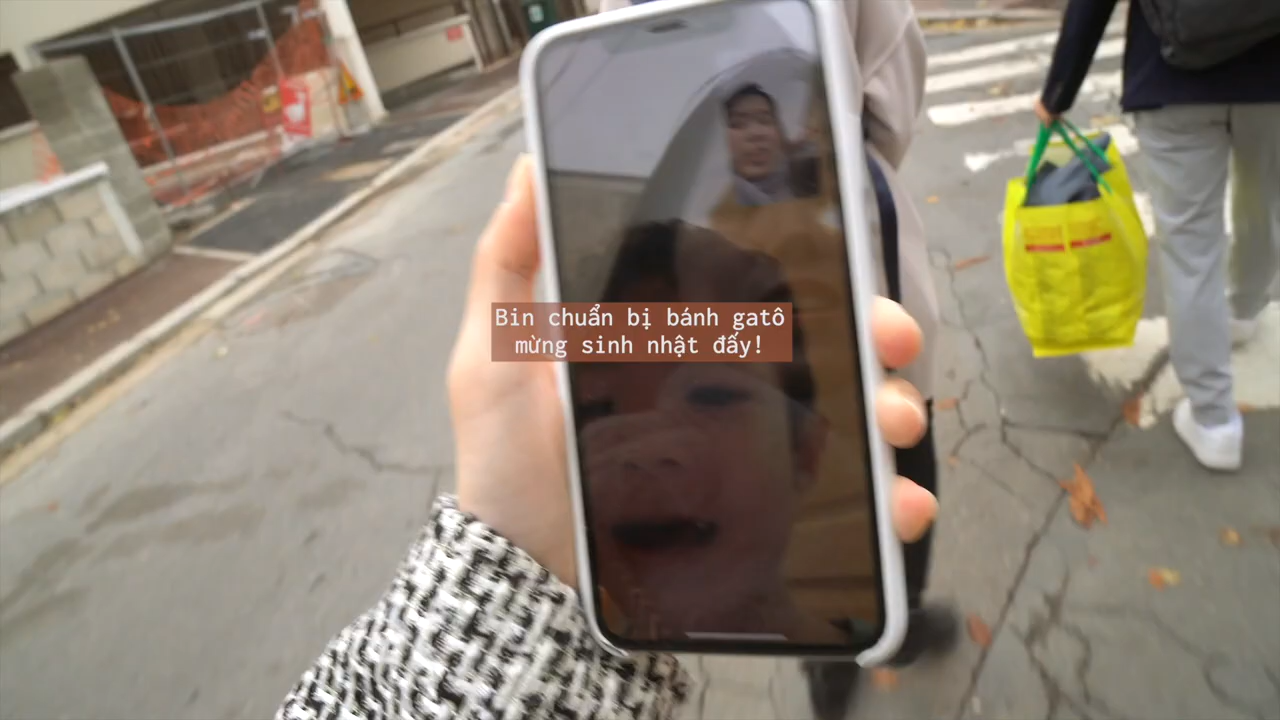 Bin chuẩn bị bánh gatô
mừng sinh nhật đấy!